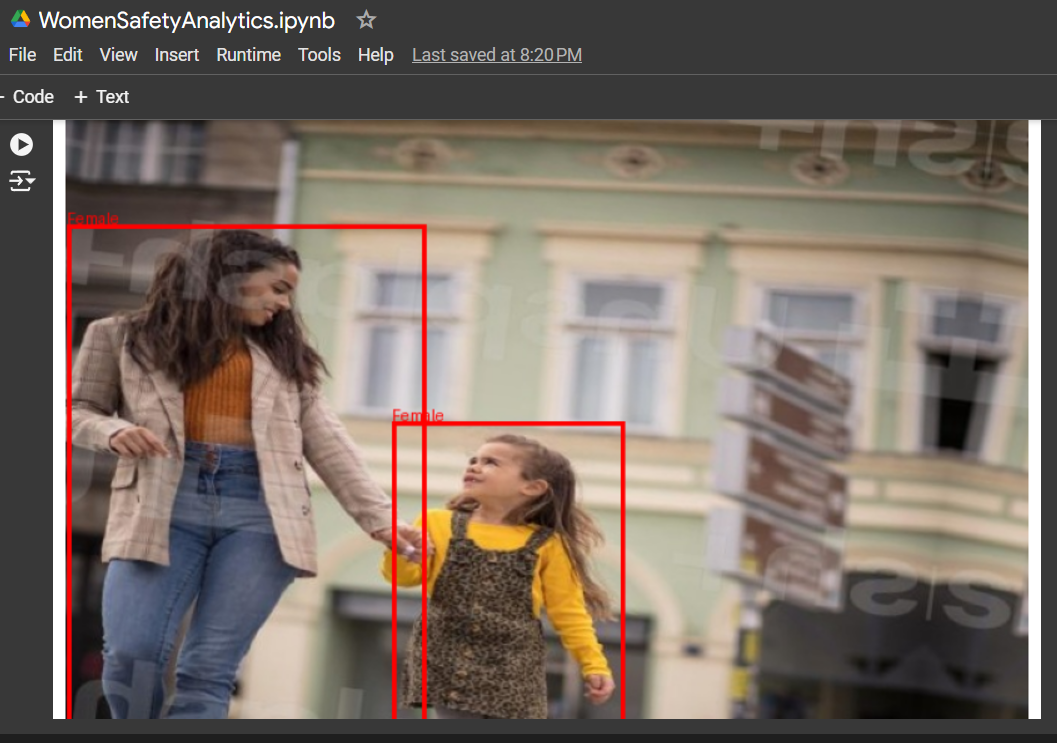 WomenSafetyAnalytics.ipynb
File Edit View Insert Runtime Tools Help Last saved at 8:20 PM
Code + Text
Female
Female